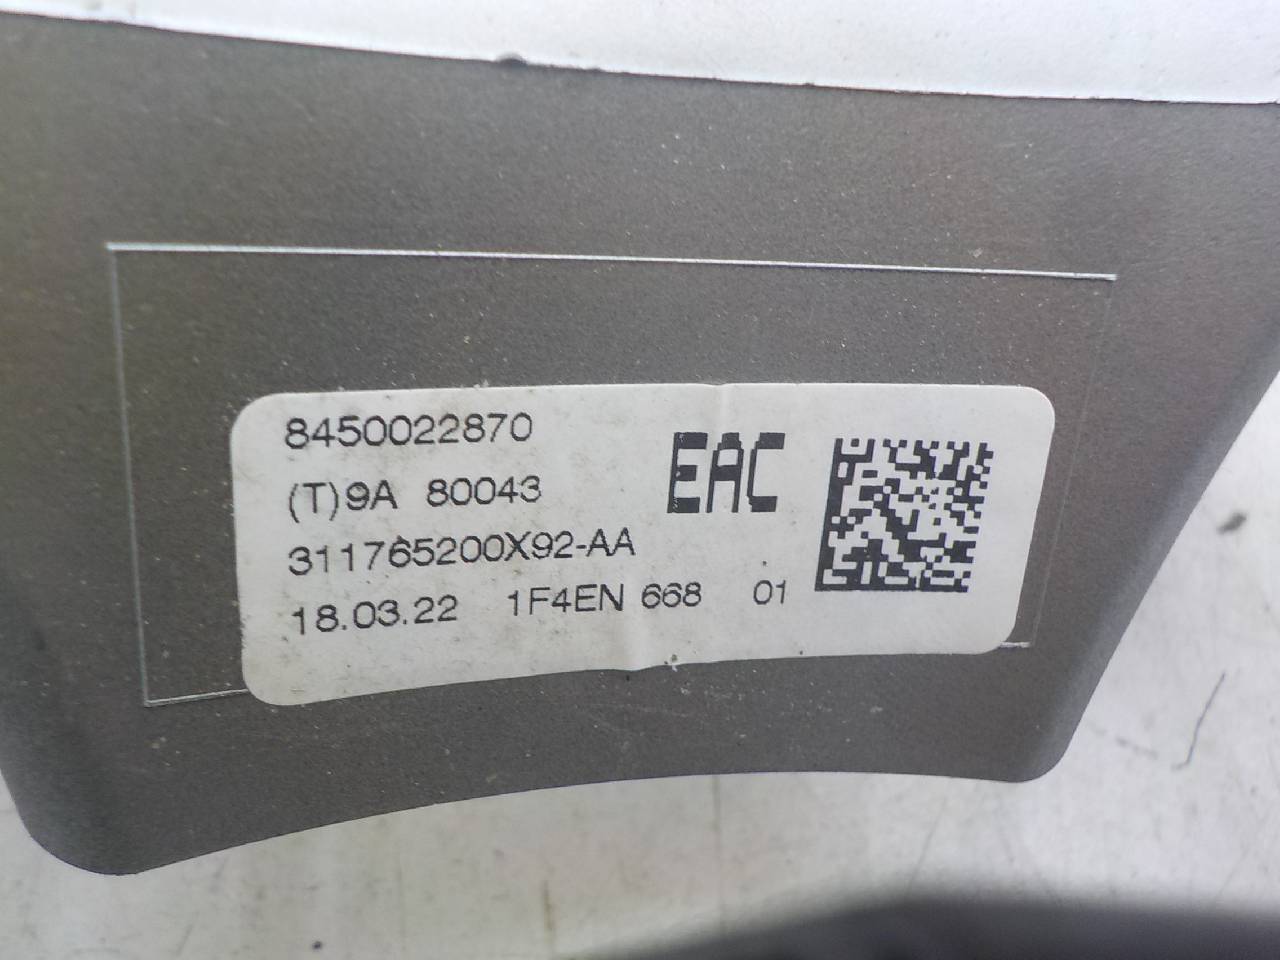 8450022870
(T)9A 80043
EAC
311765200X92-AA
18.03.22 1F4EN 668 01